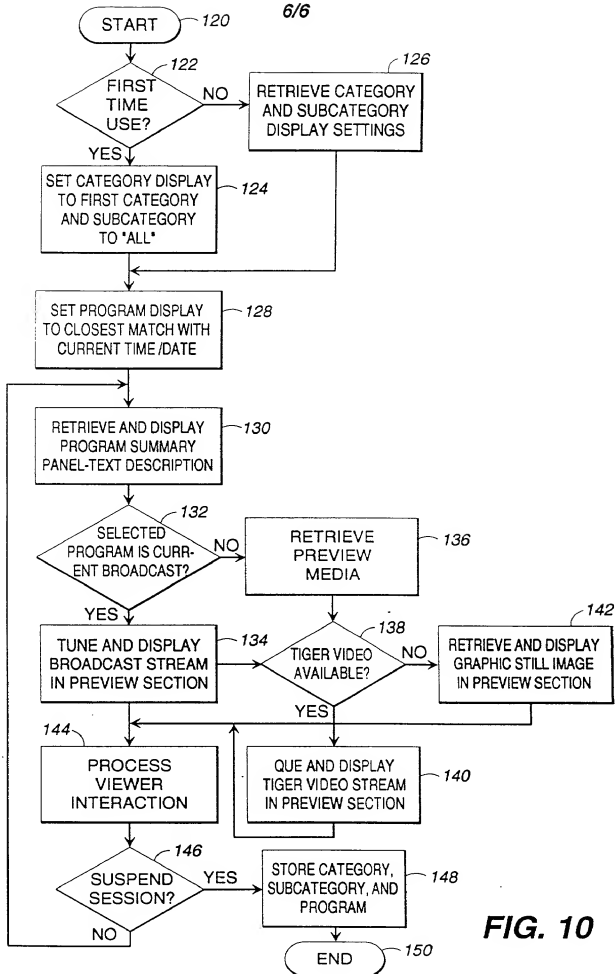 6/6
START
120
122
FIRST
TIME
USE?
NO
126
RETRIEVE CATEGORY
AND SUBCATEGORY
DISPLAY SETTINGS
YES
SET CATEGORY DISPLAY
TO FIRST CATEGORY
AND SUBCATEGORY
TO "ALL"
124
SET PROGRAM DISPLAY
TO CLOSEST MATCH WITH
CURRENT TIME/DATE
128
RETRIEVE AND DISPLAY
PROGRAM SUMMARY
PANEL-TEXT DESCRIPTION
130
132
SELECTED
PROGRAM IS CURR-
ENT BROADCAST?
NO
RETRIEVE
PREVIEW
MEDIA
136
YES
TUNE AND DISPLAY
BROADCAST STREAM
IN PREVIEW SECTION
134
138
TIGER VIDEO
AVAILABLE?
NO
142
RETRIEVE AND DISPLAY
GRAPHIC STILL IMAGE
IN PREVIEW SECTION
YES
144
PROCESS
VIEWER
INTERACTION
QUE AND DISPLAY
TIGER VIDEO STREAM
IN PREVIEW SECTION
140
146
SUSPEND
SESSION?
YES
STORE CATEGORY,
SUBCATEGORY, AND
PROGRAM
148
NO
END
150
FIG. 10